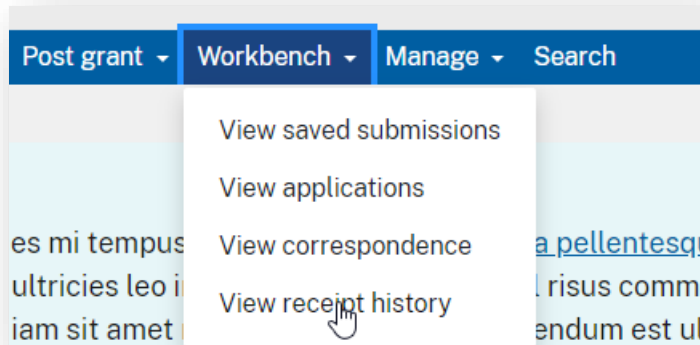 Post grant Workbench Manage Search
View saved submissions
View applications
es mi tempus View correspondence a pellentesq
ultricies leo i risus comm
View receipt history
iam sit amet endum est ul